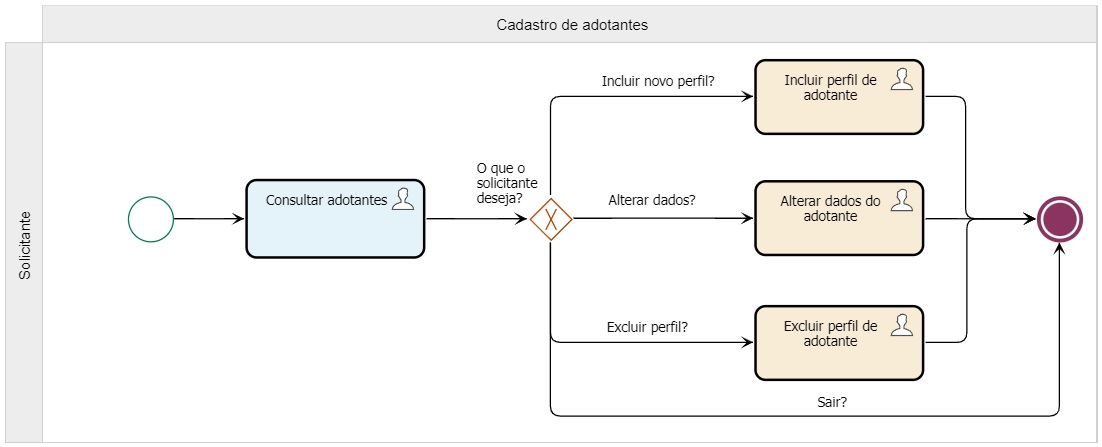 Cadastro de adotantes
Solicitante
Consultar adotantes
O que o
solicitante
deseja?
Incluir novo perfil?
Incluir perfil de
adotante
Alterar dados?
Alterar dados do
adotante
Excluir perfil?
Excluir perfil de
adotante
Sair?